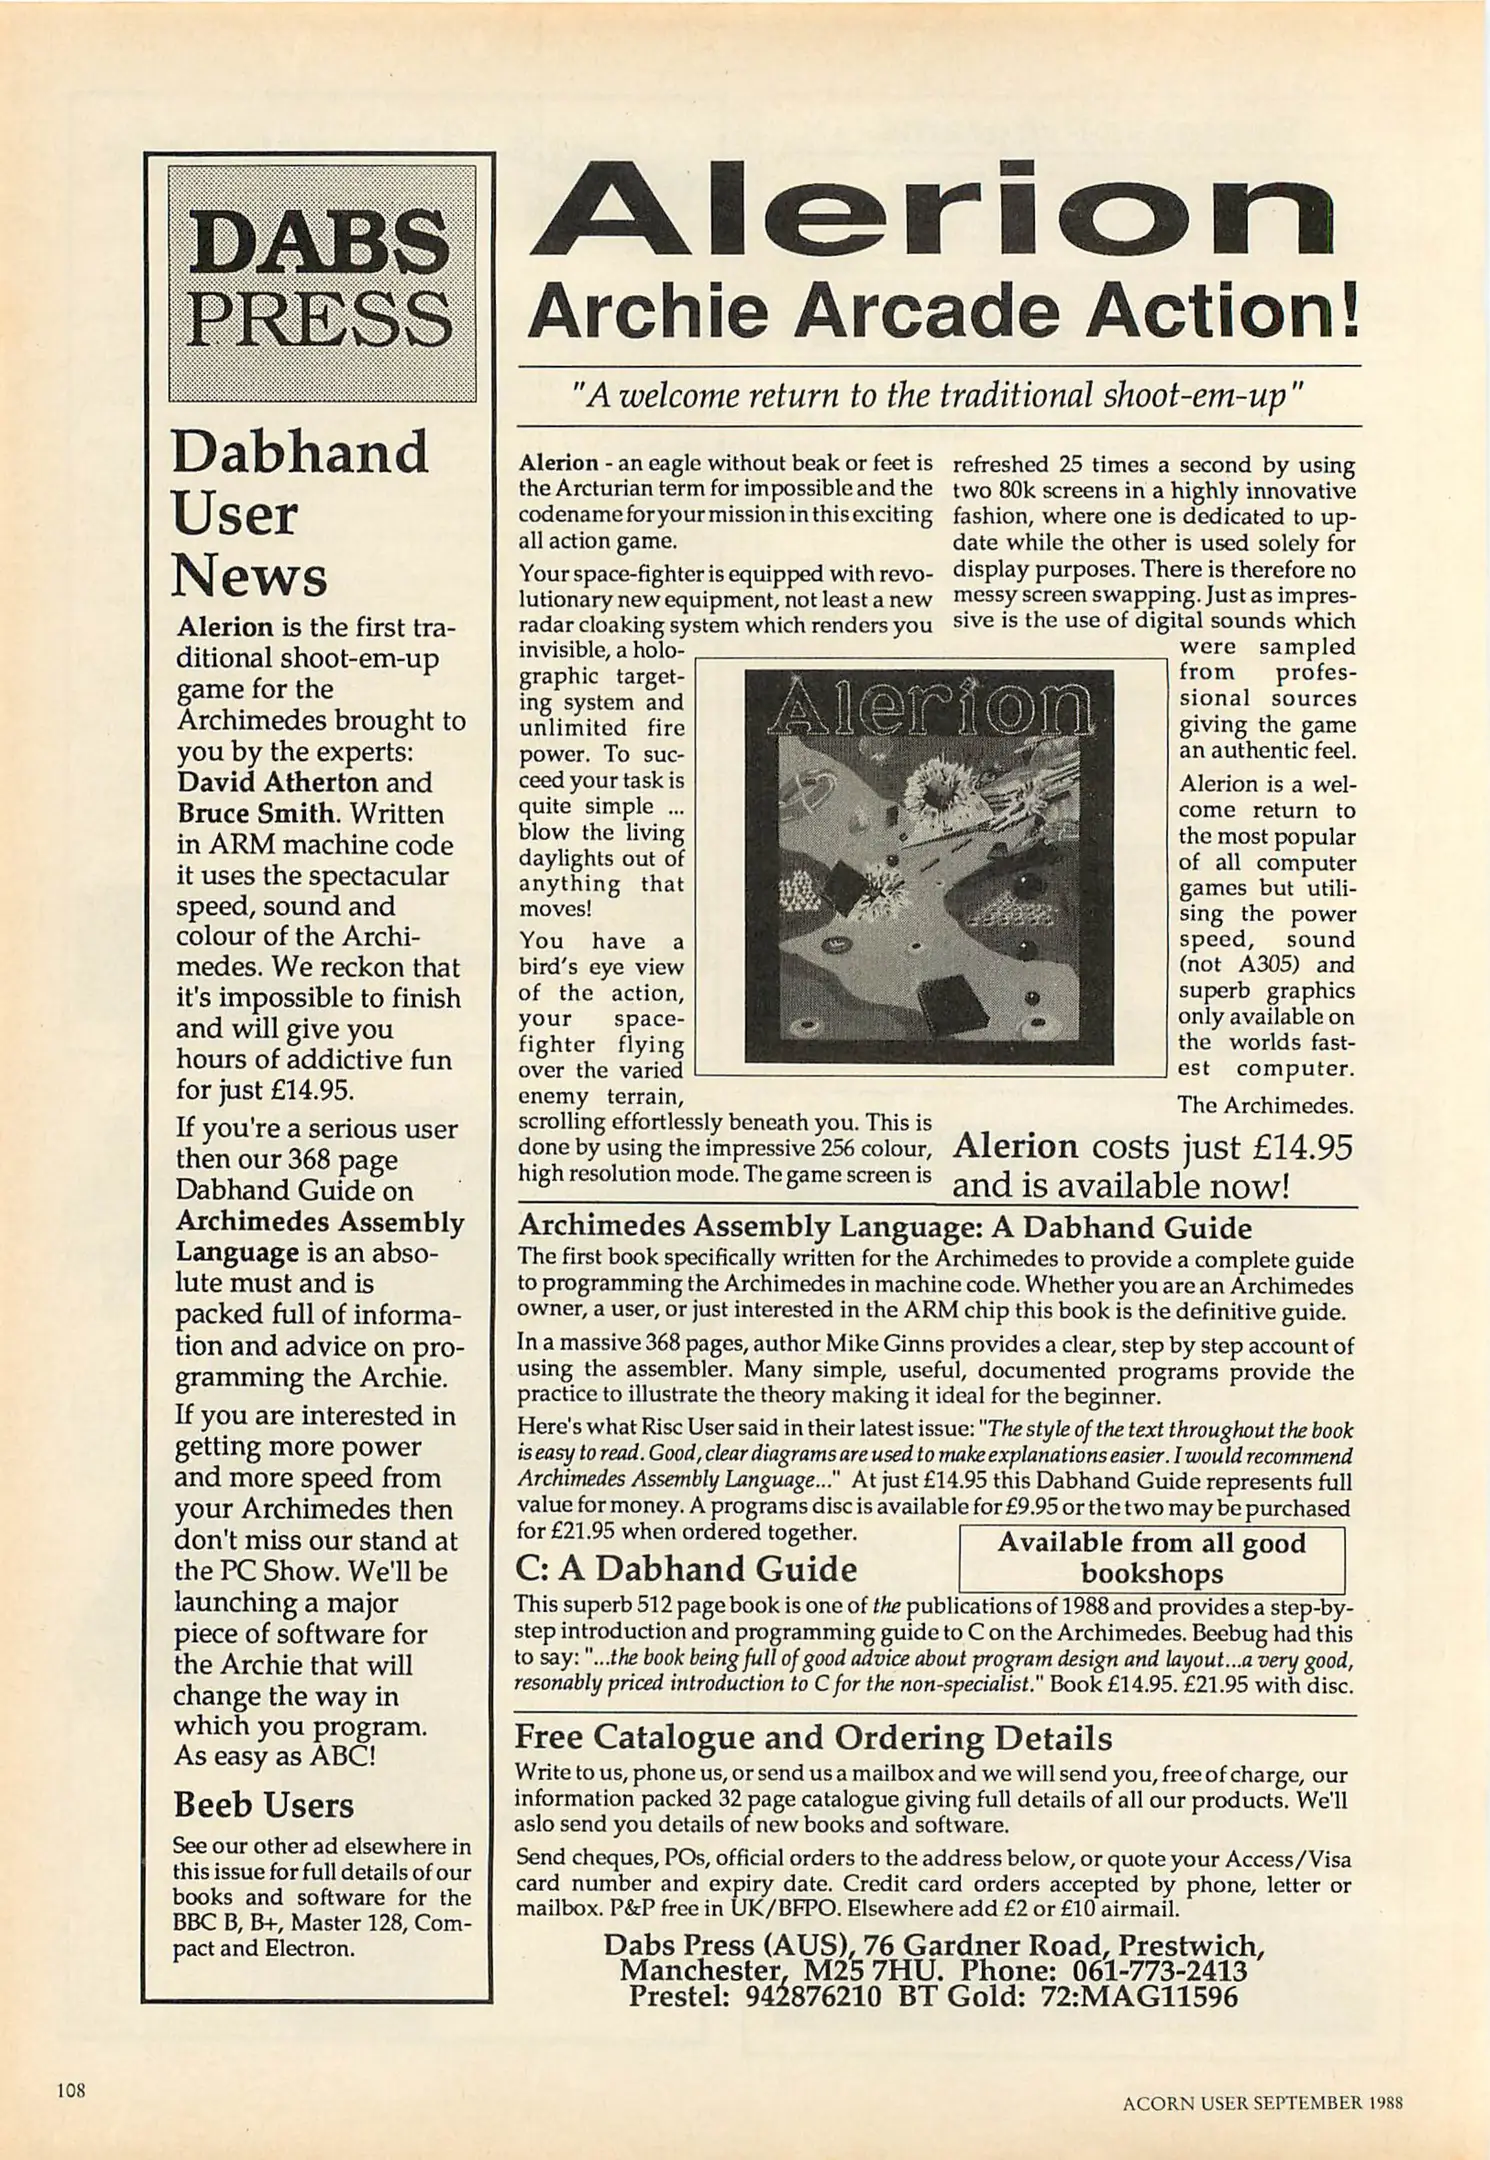 DABS
PRESS
Dabhand
User
News
Alerion is the first tra-
ditional shoot-em-up
game for the
Archimedes brought to
you by the experts:
David Atherton and
Bruce Smith. Written
in ARM machine code
it uses the spectacular
speed, sound and
colour of the Archi-
medes. We reckon that
it's impossible to finish
and will give you
hours of addictive fun
for just £14.95.
If you're a serious user
then our 368 page
Dabhand Guide on
Archimedes Assembly
Language is an abso-
lute must and is
packed full of informa-
tion and advice on pro-
gramming the Archie.
If you are interested in
getting more power
and more speed from
your Archimedes then
don't miss our stand at
the PC Show. We'll be
launching a major
piece of software for
the Archie that will
change the way in
which you program.
As easy as ABC!
Beeb Users
See our other ad elsewhere in
this issue for full details of our
books and software for the
BBC B, B+, Master 128, Com-
pact and Electron.
Alerion
Archie Arcade Action!
"A welcome return to the traditional shoot-em-up"
Alerion - an eagle without beak or feet is
the Arcturian term for impossible and the
codename for your mission in this exciting
all action game.
Your space-fighter is equipped with revo-
lutionary new equipment, not least a new
radar cloaking system which renders you
invisible, a holo-
graphic target-
ing system and
unlimited fire
power. To suc-
ceed your task is
quite simple ...
blow the living
daylights out of
anything that
moves!
You have a
bird's eye view
of the action,
your space-
fighter flying
over the varied
enemy terrain,
scrolling effortlessly beneath you. This is
done by using the impressive 256 colour,
high resolution mode. The game screen is
refreshed 25 times a second by using
two 80k screens in a highly innovative
fashion, where one is dedicated to up-
date while the other is used solely for
display purposes. There is therefore no
messy screen swapping. Just as impres-
sive is the use of digital sounds which
were sampled
from profes-
sional sources
giving the game
an authentic feel.
Alerion is a wel-
come return to
the most popular
of all computer
games but utili-
sing the power
speed, sound
(not A305) and
superb graphics
only available on
the worlds fast-
est computer.
The Archimedes.
Alerion
Alerion costs just £14.95
and is available now!
Archimedes Assembly Language: A Dabhand Guide
The first book specifically written for the Archimedes to provide a complete guide
to programming the Archimedes in machine code. Whether you are an Archimedes
owner, a user, or just interested in the ARM chip this book is the definitive guide.
In a massive 368 pages, author Mike Ginns provides a clear, step by step account of
using the assembler. Many simple, useful, documented programs provide the
practice to illustrate the theory making it ideal for the beginner.
Here's what Risc User said in their latest issue: "The style of the text throughout the book
is easy to read. Good, clear diagrams are used to make explanations easier. I would recommend
Archimedes Assembly Language..." At just £14.95 this Dabhand Guide represents full
value for money. A programs disc is available for £9.95 or the two may be purchased
for £21.95 when ordered together.
Available from all good
bookshops
C: A Dabhand Guide
This superb 512 page book is one of the publications of 1988 and provides a step-by-
step introduction and programming guide to C on the Archimedes. Beebug had this
to say: "...the book being full of good advice about program design and layout...a very good,
resonably priced introduction to C for the non-specialist." Book £14.95. £21.95 with disc.
Free Catalogue and Ordering Details
Write to us, phone us, or send us a mailbox and we will send you, free of charge, our
information packed 32 page catalogue giving full details of all our products. We'll
aslo send you details of new books and software.
Send cheques, POs, official orders to the address below, or quote your Access/Visa
card number and expiry date. Credit card orders accepted by phone, letter or
mailbox. P&P free in UK/BFPO. Elsewhere add £2 or £10 airmail.
Dabs Press (AUS), 76 Gardner Road, Prestwich,
Manchester, M25 7HU. Phone: 061-773-2413
Prestel: 942876210 BT Gold: 72:MAG11596
108
ACORN USER SEPTEMBER 1988